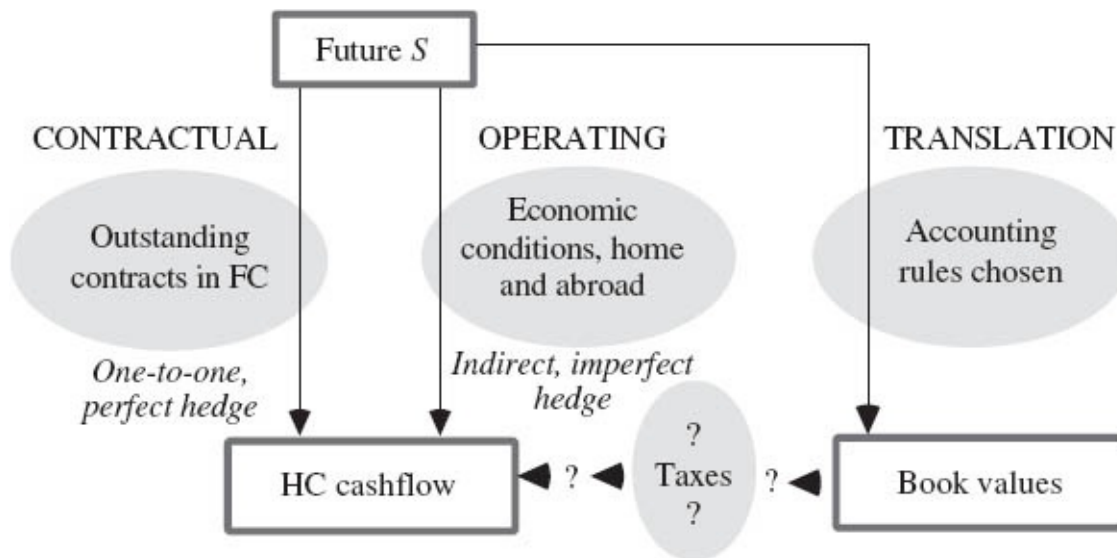 Future S
CONTRACTUAL
OPERATING
TRANSLATION
Outstanding
contracts in FC
Economic
conditions, home
and abroad
Accounting
rules chosen
One-to-one,
perfect hedge
Indirect, imperfect
hedge
HC cashflow
?
?
Taxes
?
?
Book values